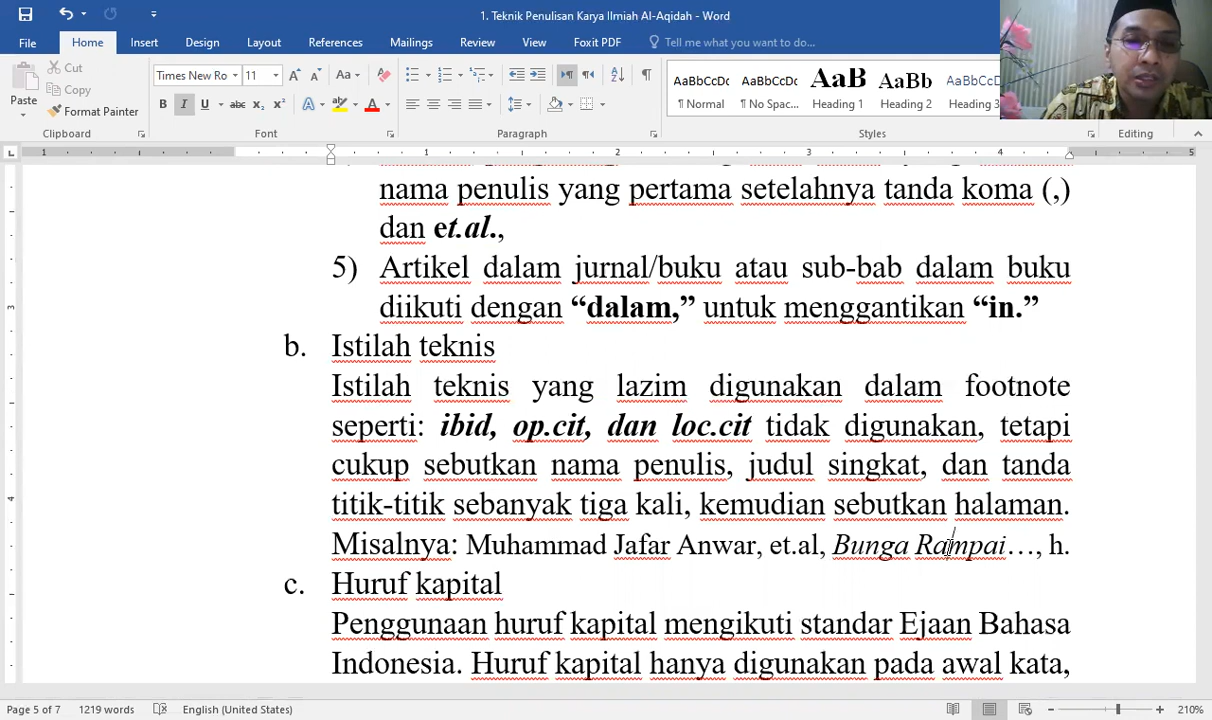 1. Teknik Penulisan Karya Ilmiah Al-Aqidah - Word
File Home Insert Design Layout References Mailings Review View Foxit PDF Tell me what you want to do...
Paste
Cut
Copy
Format Painter
Times New Ro 11
AaBbCcDc AaBbCcDc AaB AaBbC AaBbCcD
¶ Normal ¶ No Spac... Heading 1 Heading 2 Heading 3
Clipboard Font Paragraph Styles Editing
nama penulis yang pertama setelahnya tanda koma (,)
dan et.al.,
5) Artikel dalam jurnal/buku atau sub-bab dalam buku
diikuti dengan “dalam,” untuk menggantikan “in.”
b. Istilah teknis
Istilah teknis yang lazim digunakan dalam footnote
seperti: ibid, op.cit, dan loc.cit tidak digunakan, tetapi
cukup sebutkan nama penulis, judul singkat, dan tanda
titik-titik sebanyak tiga kali, kemudian sebutkan halaman.
Misalnya: Muhammad Jafar Anwar, et.al, Bunga Rampai…, h.
c. Huruf kapital
Penggunaan huruf kapital mengikuti standar Ejaan Bahasa
Indonesia. Huruf kapital hanya digunakan pada awal kata,
Page 5 of 7 1219 words English (United States) 210%